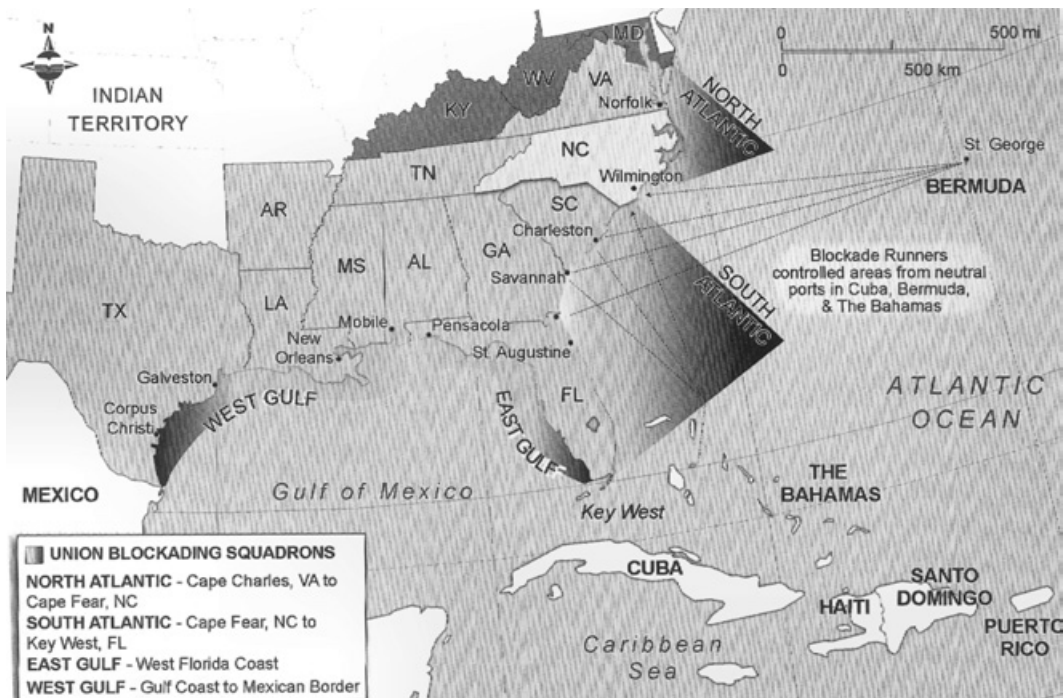 N
INDIAN
TERRITORY
MD
WV
VA
KY
Norfolk
NORTH
ATLANTIC
0 500 mi
0 500 km
St. George
BERMUDA
TN
NC
Wilmington
AR
SC
Charleston
MS
AL
GA
Savannah
TX
LA
SOUTH
ATLANTIC
Blockade Runners
controlled areas from neutral
ports in Cuba, Bermuda,
& The Bahamas
Mobile
Pensacola
New
Orleans
St. Augustine
Galveston
Corpus
Christi
WEST GULF
EAST GULF
FL
ATLANTIC
OCEAN
MEXICO
Gulf of Mexico
Key West
THE
BAHAMAS
CUBA
HAITI
SANTO
DOMINGO
PUERTO
RICO
Caribbean
Sea
UNION BLOCKADING SQUADRONS
NORTH ATLANTIC - Cape Charles, VA to
Cape Fear, NC
SOUTH ATLANTIC - Cape Fear, NC to
Key West, FL
EAST GULF - West Florida Coast
WEST GULF - Gulf Coast to Mexican Border